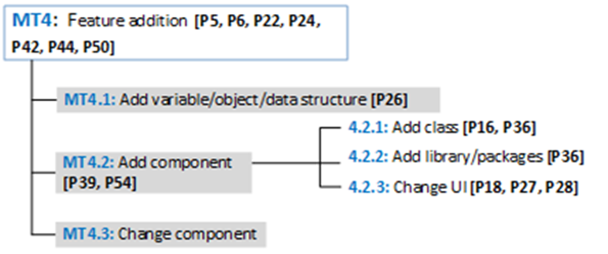 MT4: Feature addition [P5, P6, P22, P24,
P42, P44, P50]
MT4.1: Add variable/object/data structure [P26]
MT4.2: Add component
[P39, P54]
4.2.1: Add class [P16, P36]
4.2.2: Add library/packages [P36]
4.2.3: Change UI [P18, P27, P28]
MT4.3: Change component